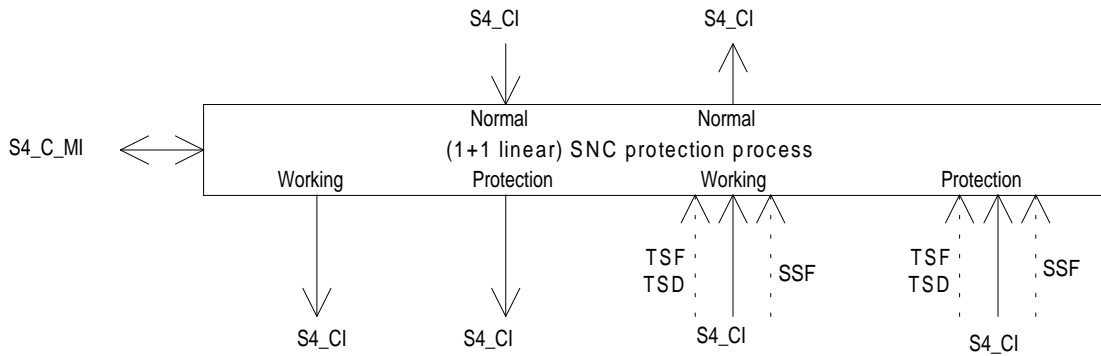 S4_CI S4_CI
Normal Normal
S4_C_MI
(1+1 linear) SNC protection process
Working Protection Working Protection
TSF TSF
TSD SSF TSD SSF
S4_CI S4_CI S4_CI S4_CI